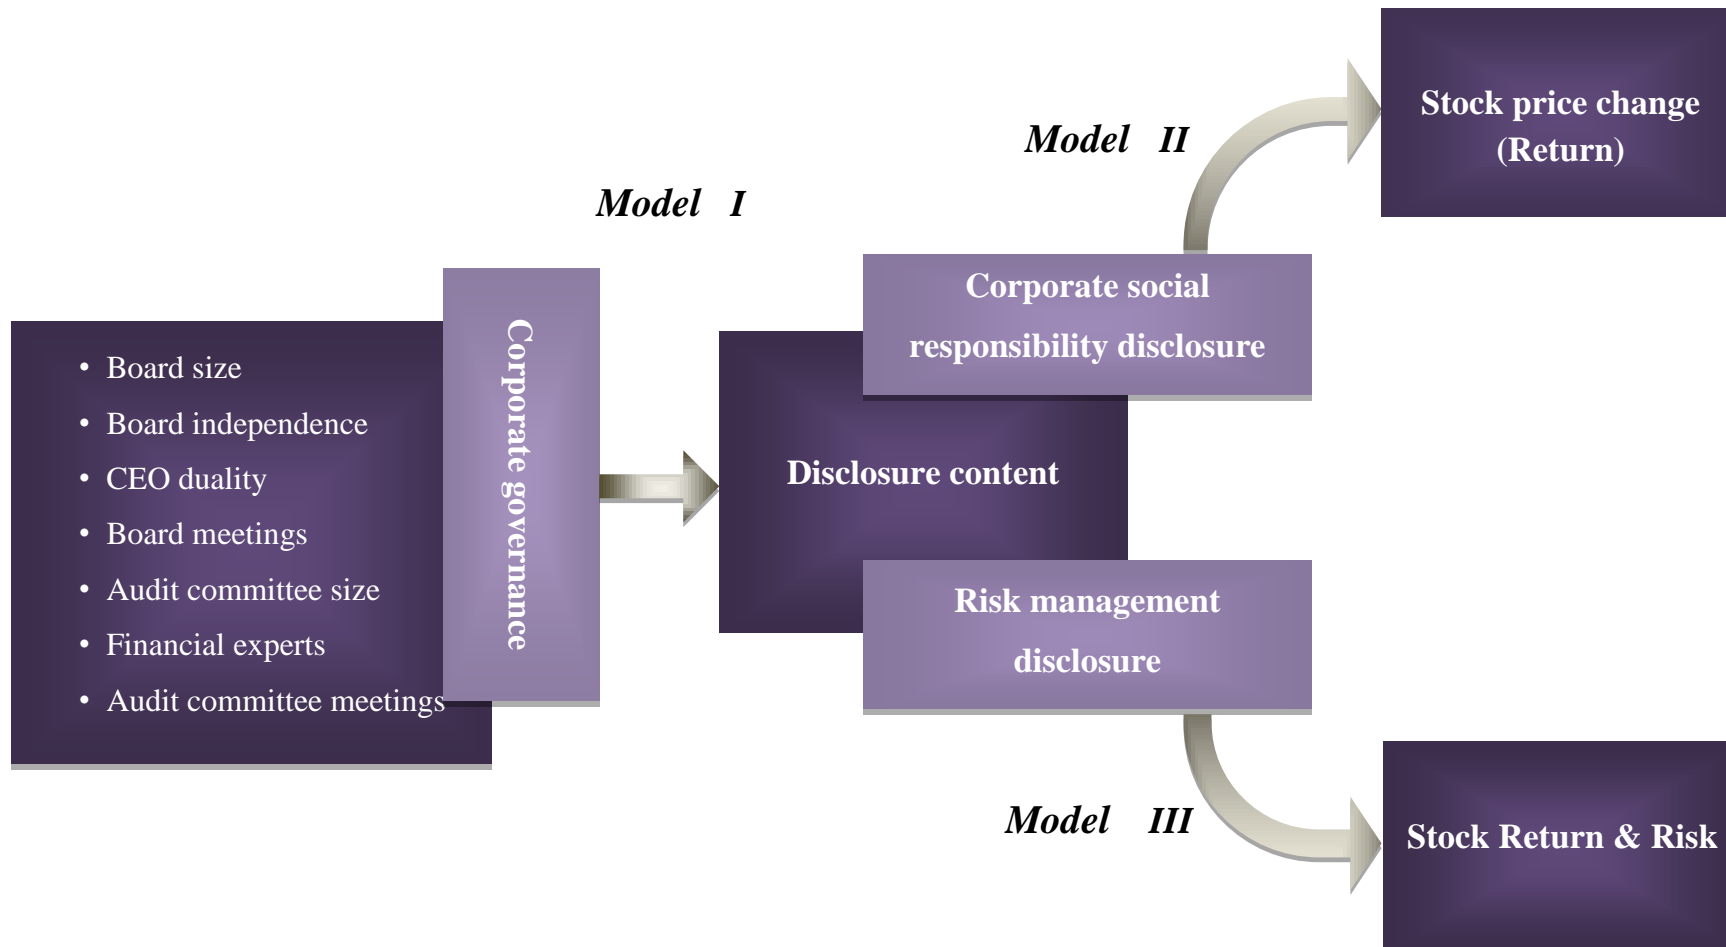 Model I
• Board size
• Board independence
• CEO duality
• Board meetings
• Audit committee size
• Financial experts
• Audit committee meetings
Corporate governance
Disclosure content
Corporate social
responsibility disclosure
Risk management
disclosure
Model II
Stock price change
(Return)
Model III
Stock Return & Risk